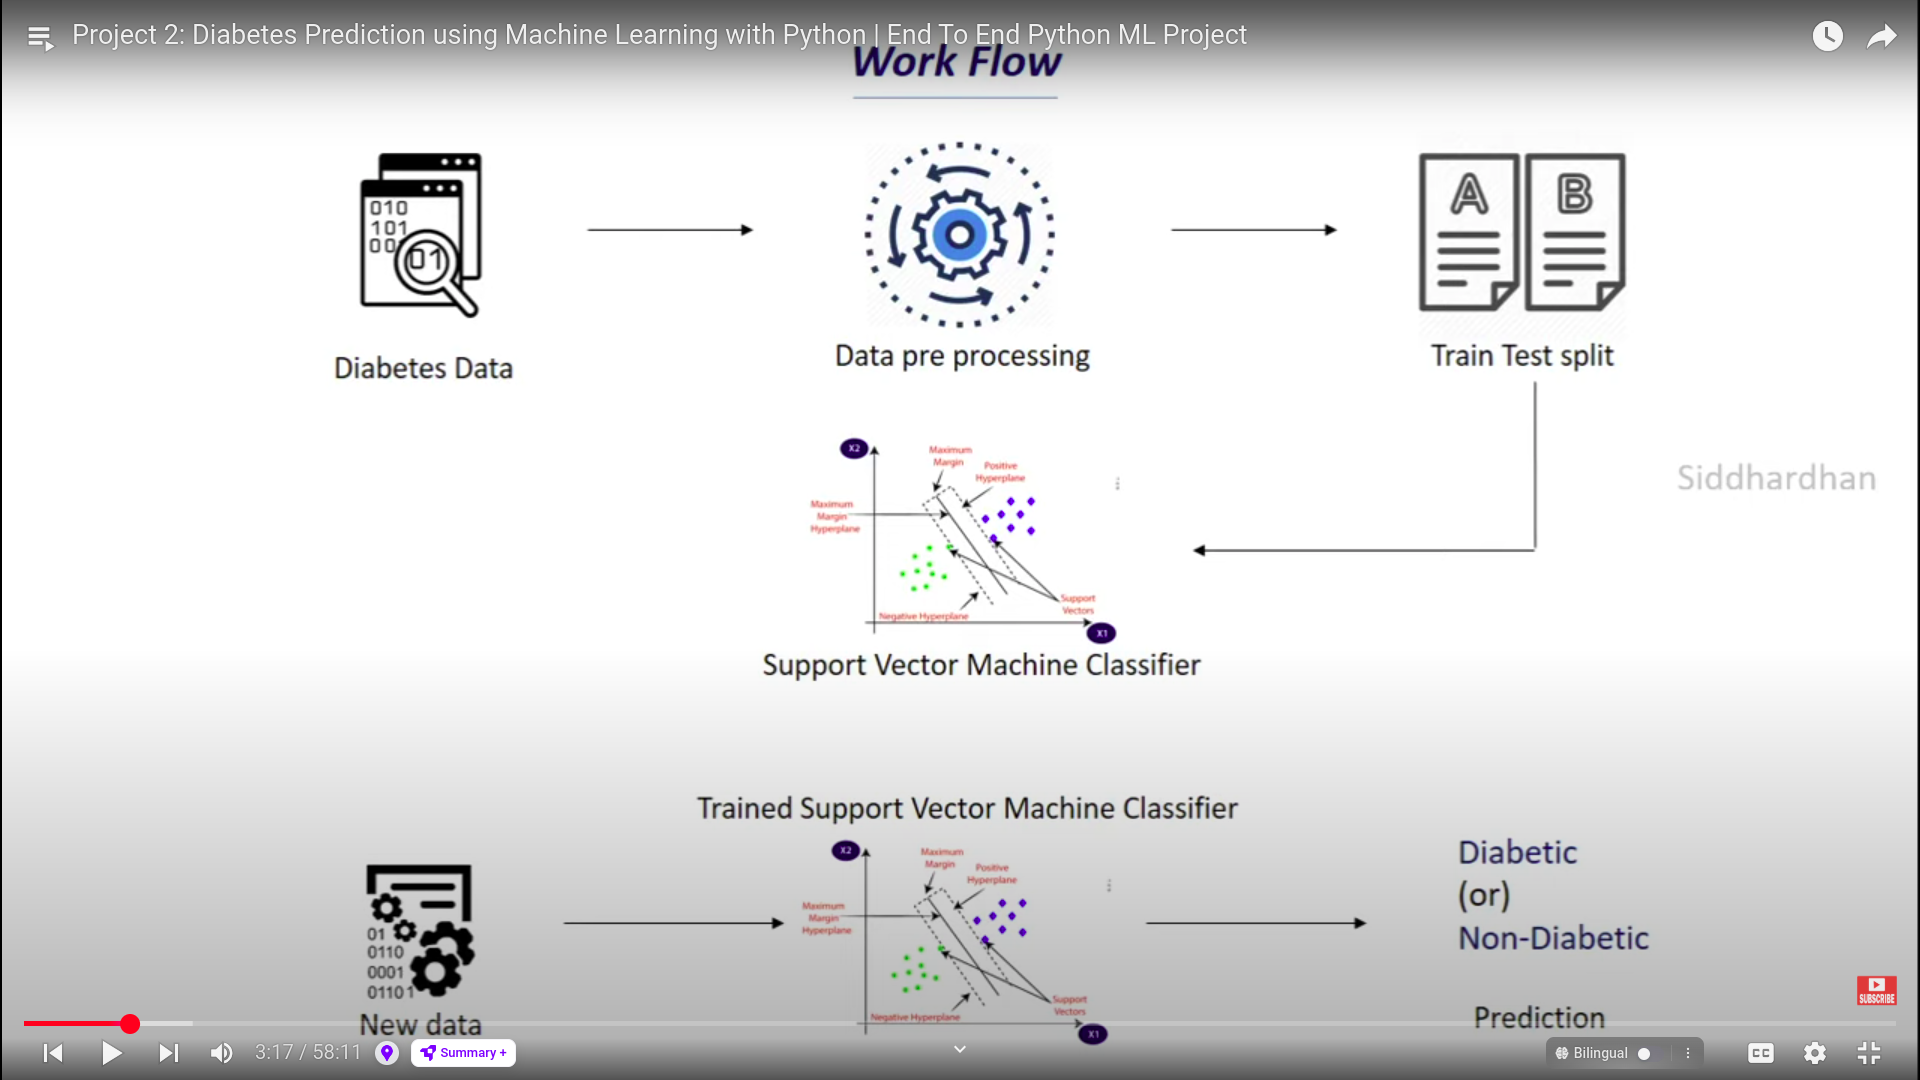 Project 2: Diabetes Prediction using Machine Learning with Python | End To End Python ML Project
Work Flow
010
101
00
01
A
B
Diabetes Data
Data pre processing
Train Test split
X2
Maximum
Margin
Positive
Hyperplane
Maximum
Margin
Hyperplane
Support
Vectors
Negative Hyperplane
X1
Siddhardhan
Support Vector Machine Classifier
Trained Support Vector Machine Classifier
X2
Maximum
Margin
Positive
Hyperplane
Maximum
Margin
Hyperplane
Support
Vectors
Negative Hyperplane
X1
01
0110
0001
01101
New data
Diabetic
(or)
Non-Diabetic
Prediction
SUBSCRIBE
3:17 / 58:11
Summary +
Bilingual
CC